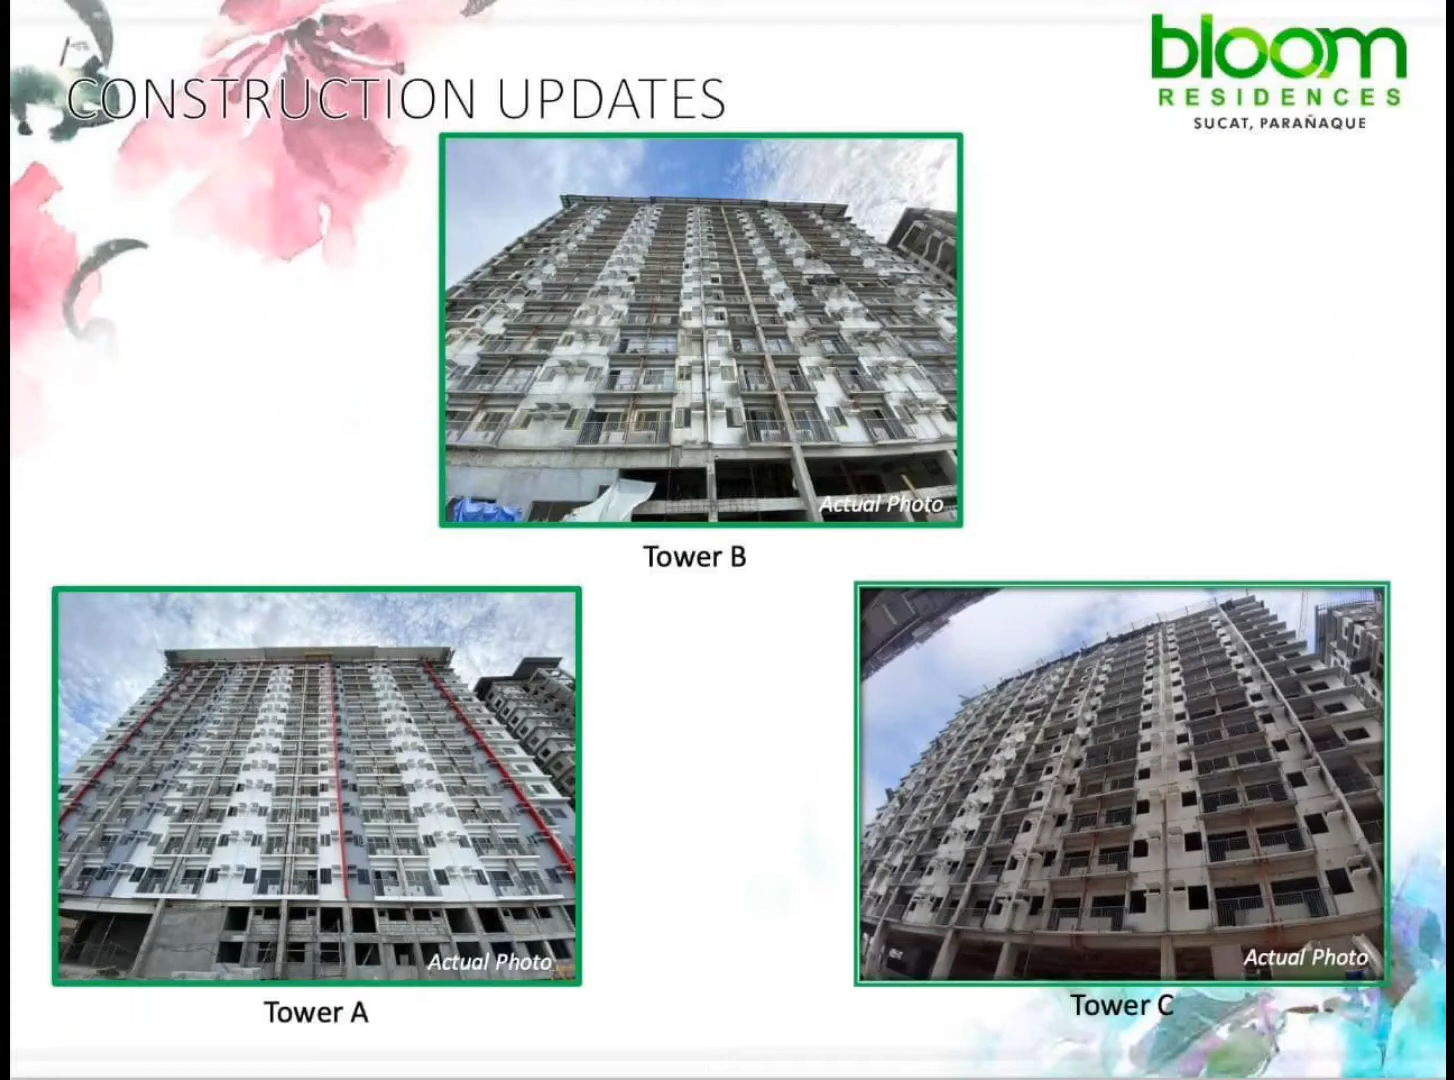 CONSTRUCTION UPDATES
bloom
RESIDENCES
SUCAT, PARAÑAQUE
Actual Photo
Tower B
Actual Photo
Tower A
Actual Photo
Tower C